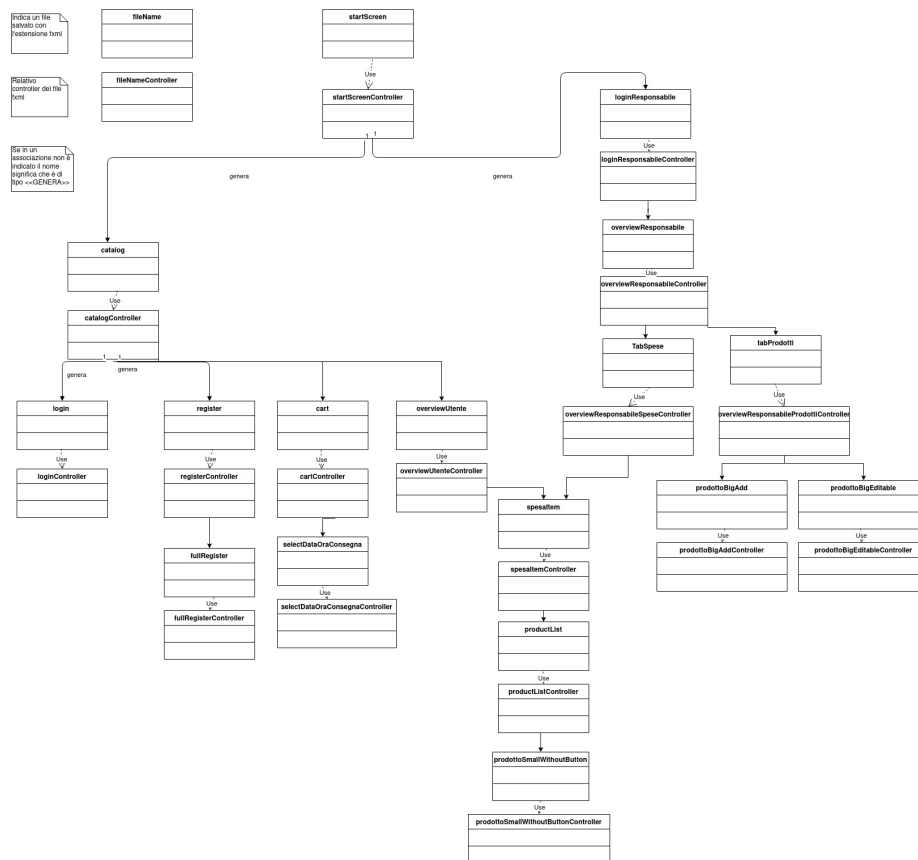 Indica un file
salvato con
l'estensione fxml
fileName
startScreen
Use
Relativo
controller del file
fxml
fileNameController
startScreenController
1 1
loginResponsabile
Use
loginResponsabileController
Se in un
associazione non è
indicato il nome
significa che è di
tipo <<GENERA>>
genera
genera
overviewResponsabile
Use
overviewResponsabileController
catalog
Use
catalogController
1 1
genera
genera
TabSpese
tabProdotti
Use
Use
login
register
cart
overviewUtente
overviewResponsabileSpeseController
overviewResponsabileProdottiController
Use
Use
Use
Use
loginController
registerController
cartController
overviewUtenteController
prodottoBigAdd
prodottoBigEditable
spesaItem
Use
Use
Use
selectDataOraConsegna
fullRegister
prodottoBigAddController
prodottoBigEditableController
spesaItemController
Use
Use
selectDataOraConsegnaController
fullRegisterController
productList
Use
productListController
prodottoSmallWithoutButton
Use
prodottoSmallWithoutButtonController